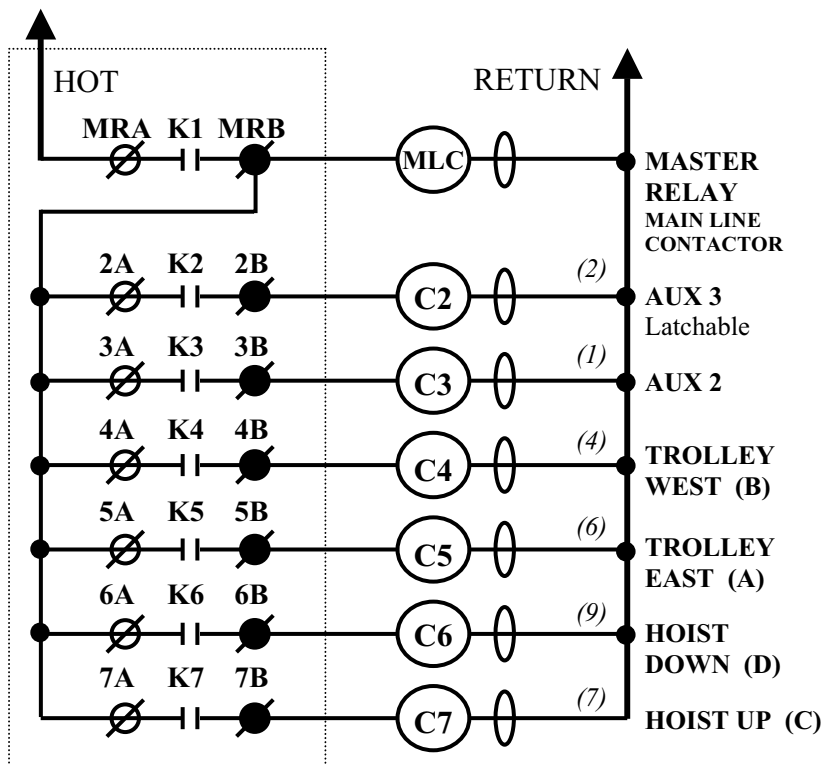 HOT
RETURN
MRA K1 MRB
MLC
MASTER
RELAY
MAIN LINE
CONTACTOR
2A K2 2B
C2
(2)
AUX 3
Latchable
3A K3 3B
C3
(1)
AUX 2
4A K4 4B
C4
(4)
TROLLEY
WEST (B)
5A K5 5B
C5
(6)
TROLLEY
EAST (A)
6A K6 6B
C6
(9)
HOIST
DOWN (D)
7A K7 7B
C7
(7)
HOIST UP (C)